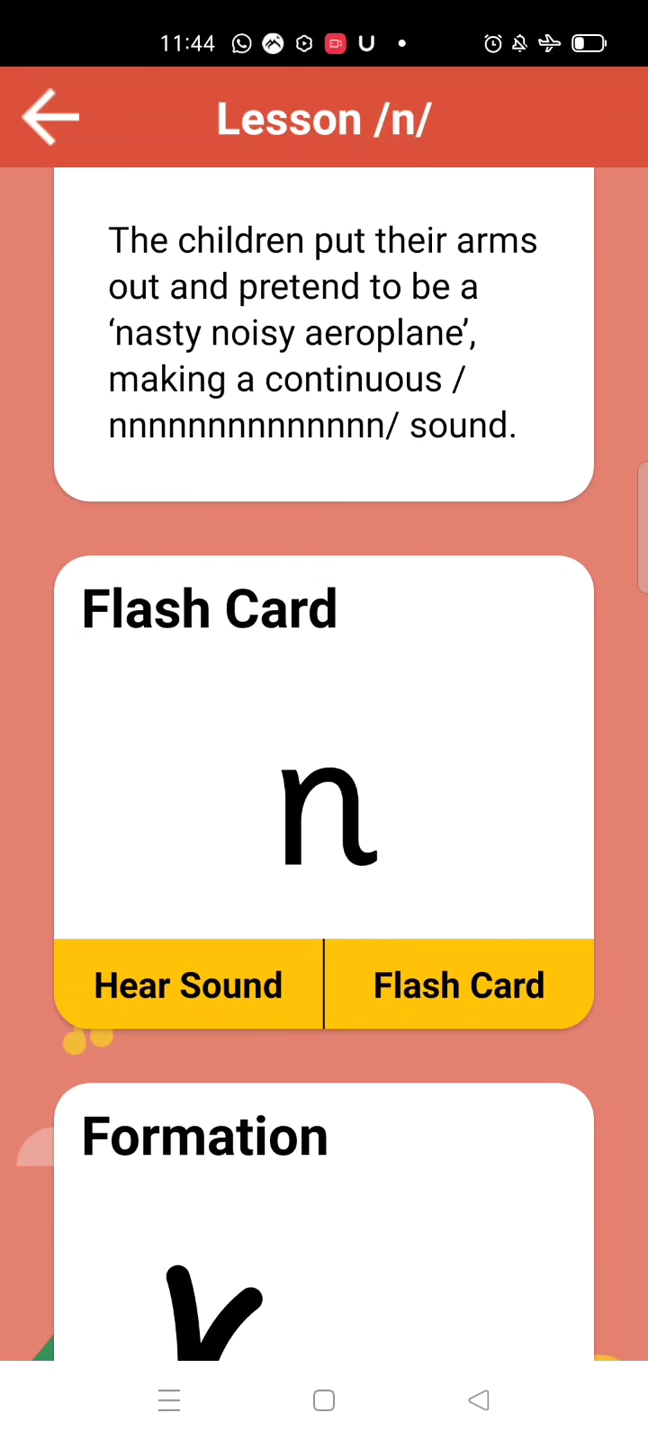 11:44
Lesson /n/
The children put their arms
out and pretend to be a
‘nasty noisy aeroplane’,
making a continuous /
nnnnnnnnnnnnnn/ sound.
Flash Card
n
Hear Sound
Flash Card
Formation